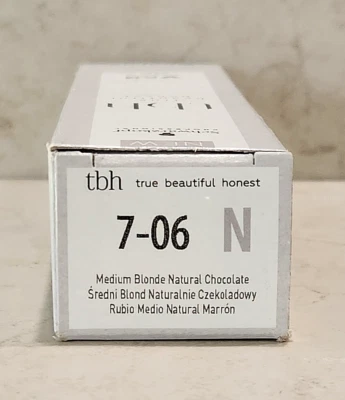 tbh true beautiful honest
7-06 N
Medium Blonde Natural Chocolate
Średni Blond Naturalnie Czekoladowy
Rubio Medio Natural Marrón